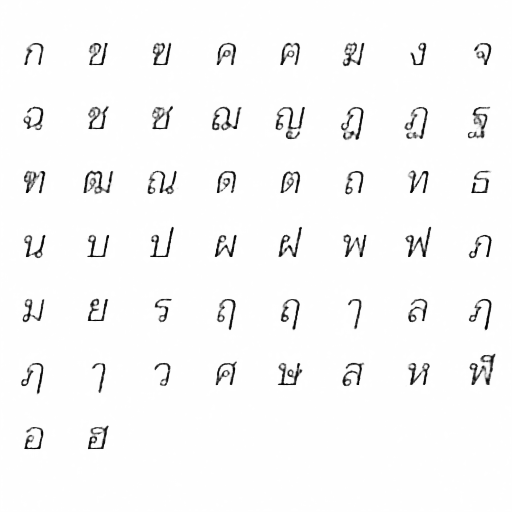 ก ข ฃ ค ฅ ฆ ง จ
ฉ ช ซ ฌ ญ ฎ ฏ ฐ
ฑ ฒ ณ ด ต ถ ท ธ
น บ ป ผ ฝ พ ฟ ภ
ม ย ร ฤ ฤ ๅ ล ฦ
ฦ ๅ ว ศ ษ ส ห ฬ
อ ฮ